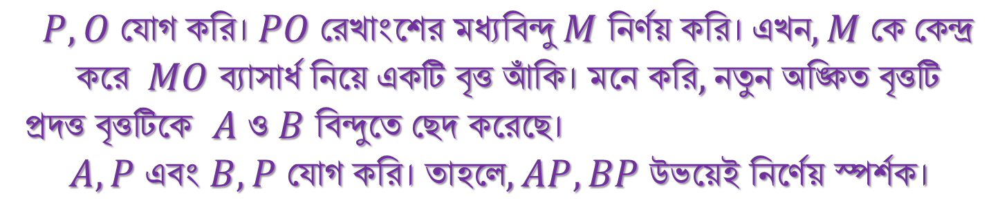 P, O যোগ করি। PO রেখাংশের মধ্যবিন্দু M নির্ণয় করি। এখন, M কে কেন্দ্র
করে MO ব্যাসার্ধ নিয়ে একটি বৃত্ত আঁকি। মনে করি, নতুন অঙ্কিত বৃত্তটি
প্রদত্ত বৃত্তটিকে A ও B বিন্দুতে ছেদ করেছে।
A, P এবং B, P যোগ করি। তাহলে, AP, BP উভয়েই নির্ণেয় স্পর্শক।